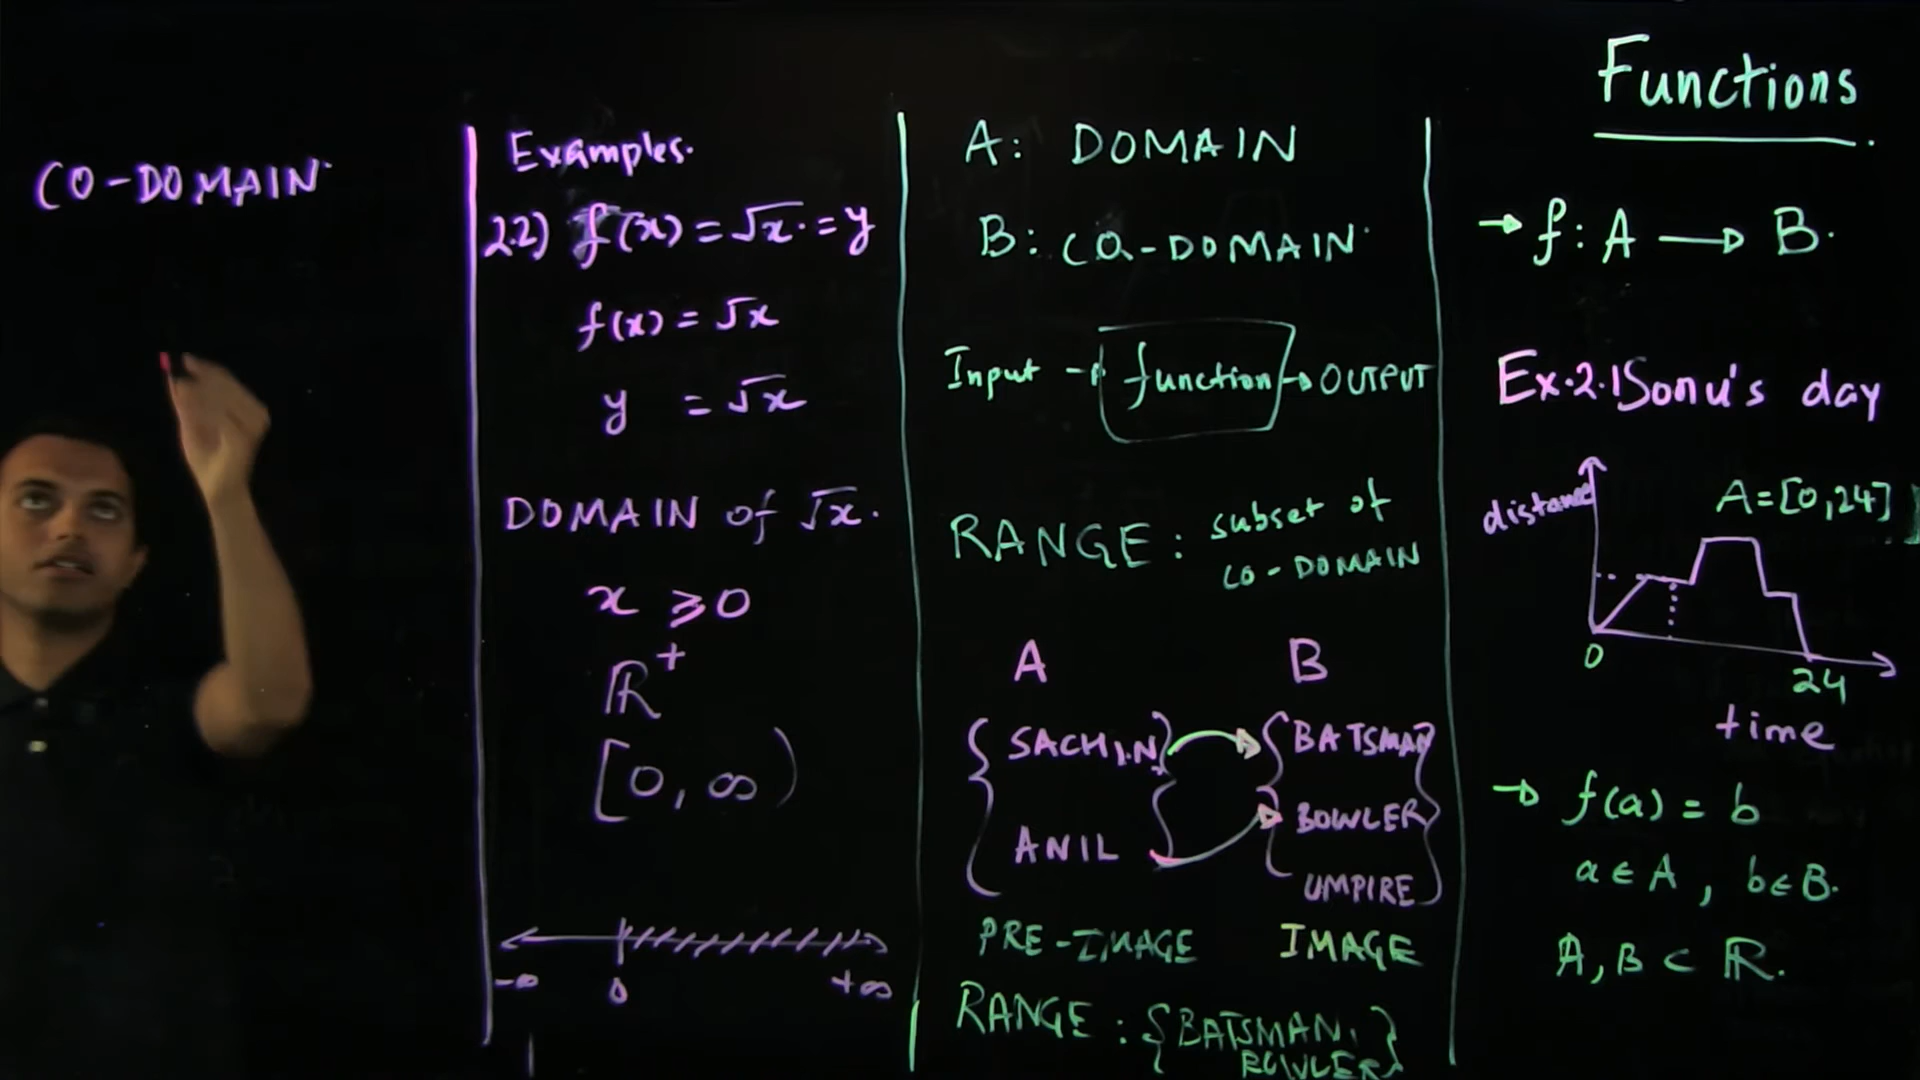 Functions
→ f: A → B.
Ex.2.1 Sonu's day
distance
A=[0,24]
0
24
time
→ f(a) = b
a ∈ A, b ∈ B.
A, B ⊂ ℝ.
A: DOMAIN
B: CO-DOMAIN
Input → function → OUTPUT
RANGE: subset of
CO-DOMAIN
A B
SACHIN BATSMAN
BOWLER
ANIL
UMPIRE
PRE-IMAGE IMAGE
RANGE: {BATSMAN,
BOWLER}
Examples.
2.2) f(x) = √x = y
f(x) = √x
y = √x
DOMAIN of √x.
x ⩾ 0
ℝ⁺
[0, ∞)
-∞ 0 +∞
CO-DOMAIN